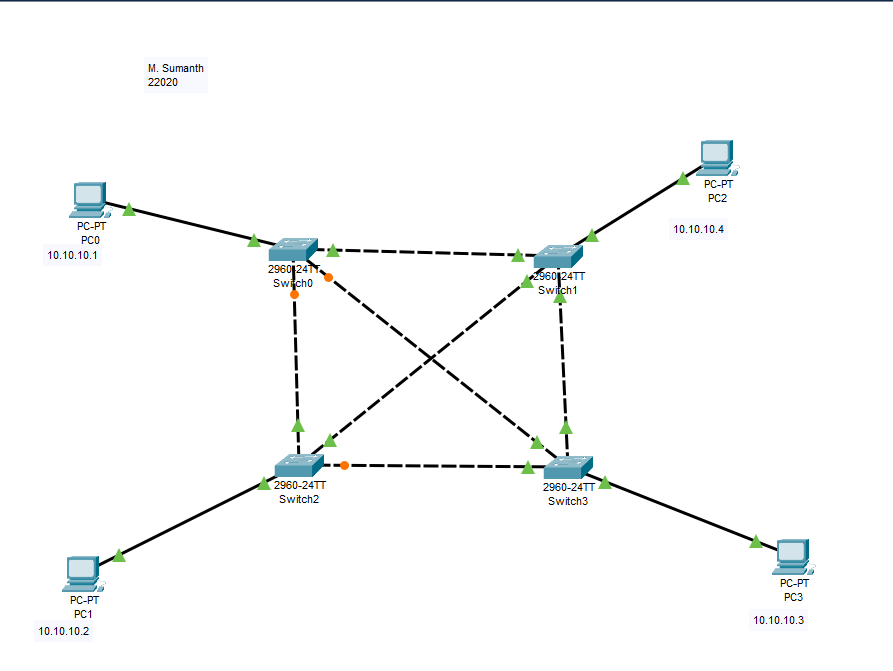 M. Sumanth
22020
PC-PT
PC2
10.10.10.4
PC-PT
PC0
10.10.10.1
2960-24TT
Switch0
2960-24TT
Switch1
2960-24TT
Switch2
2960-24TT
Switch3
PC-PT
PC1
10.10.10.2
PC-PT
PC3
10.10.10.3